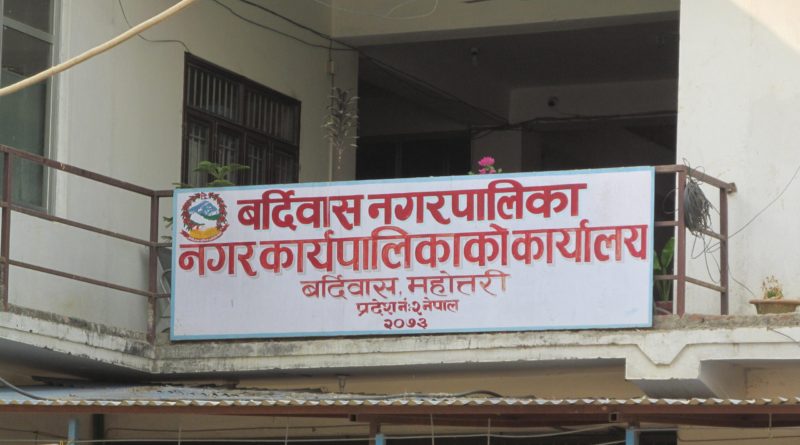 बर्दिवास नगरपालिका
नगर कार्यपालिकाको कार्यालय
बर्दिवास, महोत्तरी
प्रदेश नं: २ नेपाल
२०७३